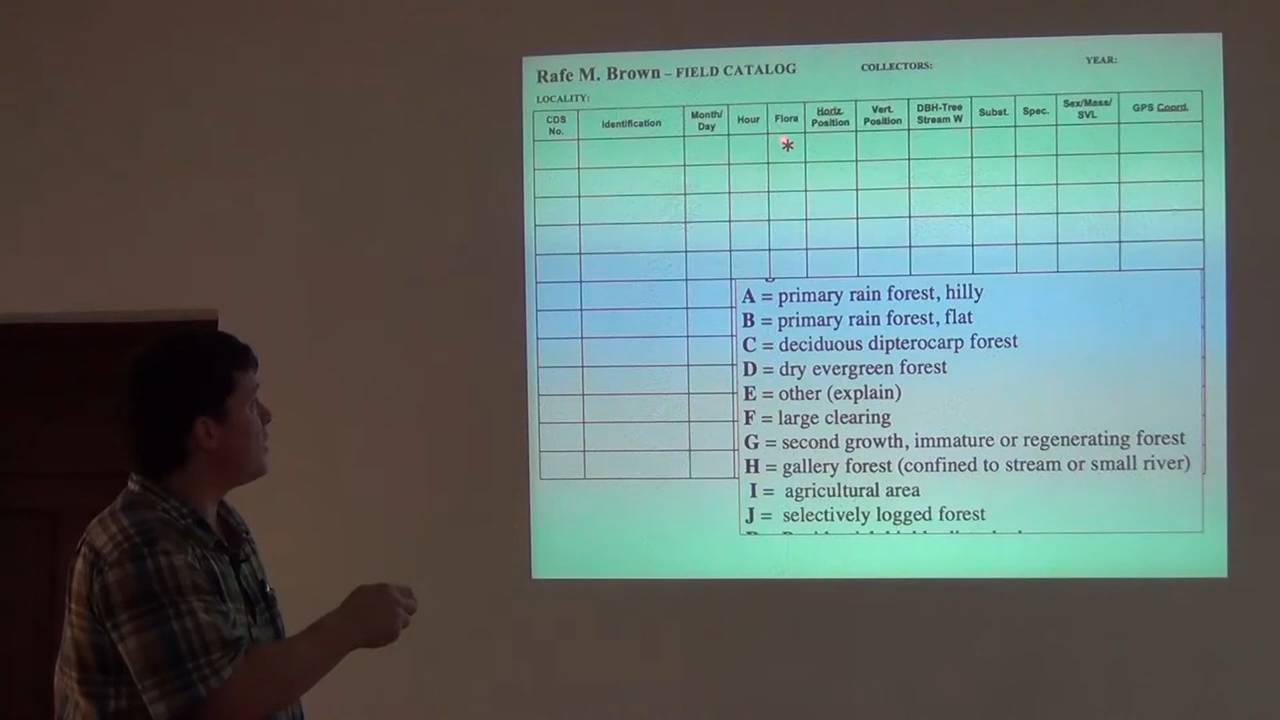 Rafe M. Brown – FIELD CATALOG COLLECTORS: YEAR:
LOCALITY:
CDS No. Identification Month/ Day Hour Flora Horiz. Position Vert. Position DBH-Tree Stream W Subst. Spec. Sex/Mass/ SVL GPS Coord.
*
A = primary rain forest, hilly
B = primary rain forest, flat
C = deciduous dipterocarp forest
D = dry evergreen forest
E = other (explain)
F = large clearing
G = second growth, immature or regenerating forest
H = gallery forest (confined to stream or small river)
I = agricultural area
J = selectively logged forest